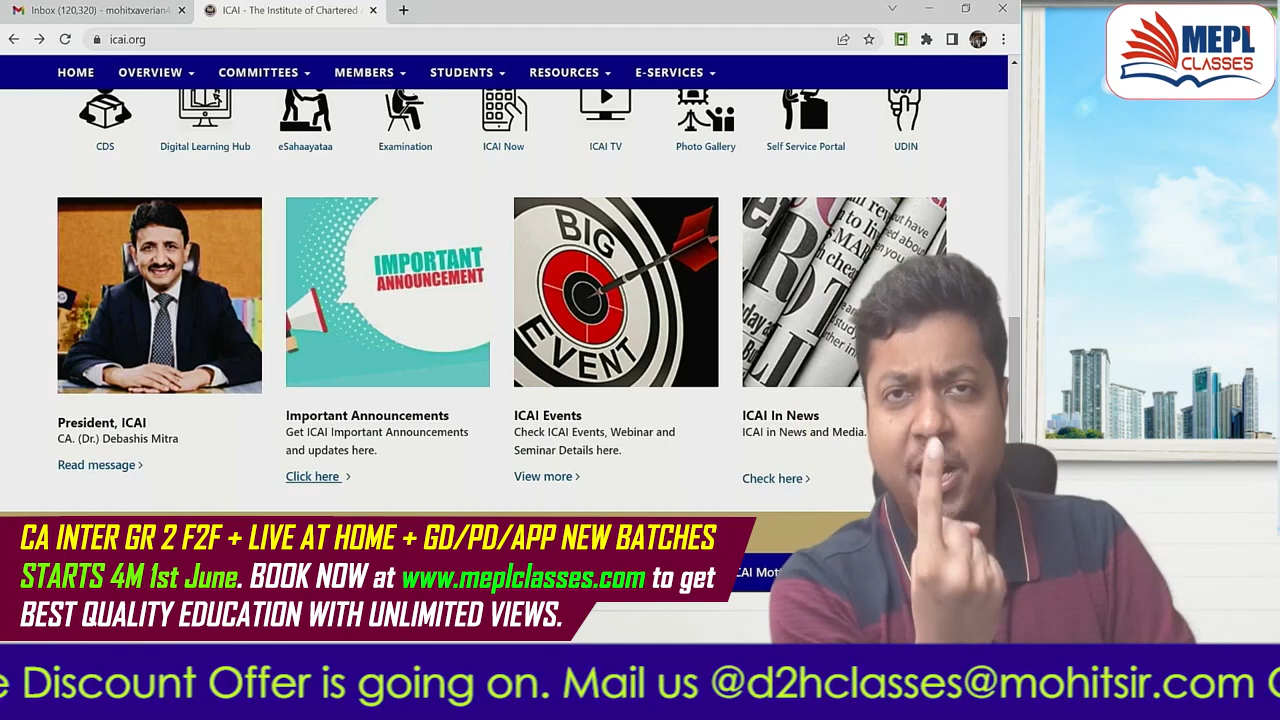 Inbox (120,320) - mohitxaverian4
ICAI - The Institute of Chartered A
icai.org
MEPL
CLASSES
HOME OVERVIEW COMMITTEES MEMBERS STUDENTS RESOURCES E-SERVICES
CDS Digital Learning Hub eSahaayataa Examination ICAI Now ICAI TV Photo Gallery Self Service Portal UDIN
IMPORTANT
ANNOUNCEMENT
BIG
EVENT
President, ICAI
CA. (Dr.) Debashis Mitra
Read message
Important Announcements
Get ICAI Important Announcements
and updates here.
Click here
ICAI Events
Check ICAI Events, Webinar and
Seminar Details here.
View more
ICAI In News
ICAI in News and Media.
Check here
CA INTER GR 2 F2F + LIVE AT HOME + GD/PD/APP NEW BATCHES
STARTS 4M 1st June. BOOK NOW at www.meplclasses.com to get
BEST QUALITY EDUCATION WITH UNLIMITED VIEWS.
ICAI Mot
e Discount Offer is going on. Mail us @d2hclasses@mohitsir.com